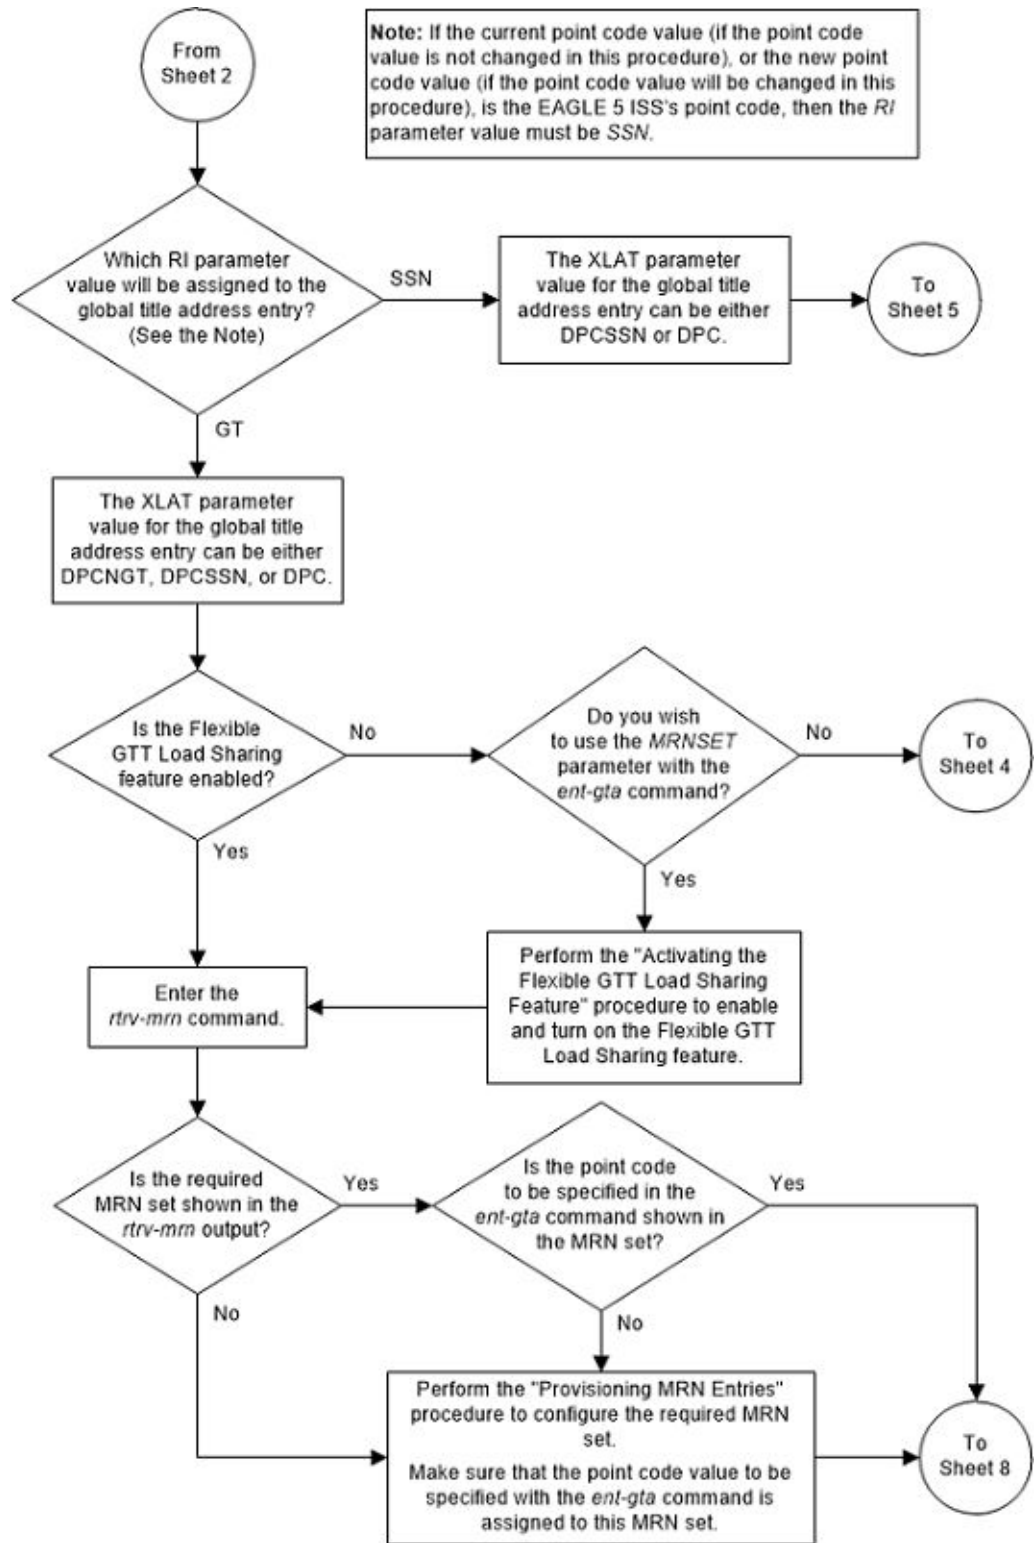 From
Sheet 2
Note: If the current point code value (if the point code
value is not changed in this procedure), or the new point
code value (if the point code value will be changed in this
procedure), is the EAGLE 5 ISS's point code, then the RI
parameter value must be SSN.
Which RI parameter
value will be assigned to the
global title address entry?
(See the Note)
SSN
The XLAT parameter
value for the global title
address entry can be either
DPCSSN or DPC.
To
Sheet 5
GT
The XLAT parameter
value for the global title
address entry can be either
DPCNGT, DPCSSN, or DPC.
Is the Flexible
GTT Load Sharing
feature enabled?
No
Do you wish
to use the MRNSET
parameter with the
ent-gta command?
No
To
Sheet 4
Yes
Yes
Enter the
rtrv-mrn command.
Perform the "Activating the
Flexible GTT Load Sharing
Feature" procedure to enable
and turn on the Flexible GTT
Load Sharing feature.
Is the required
MRN set shown in the
rtrv-mrn output?
Yes
Is the point code
to be specified in the
ent-gta command shown in
the MRN set?
Yes
No
No
Perform the "Provisioning MRN Entries"
procedure to configure the required MRN
set.
Make sure that the point code value to be
specified with the ent-gta command is
assigned to this MRN set.
To
Sheet 8